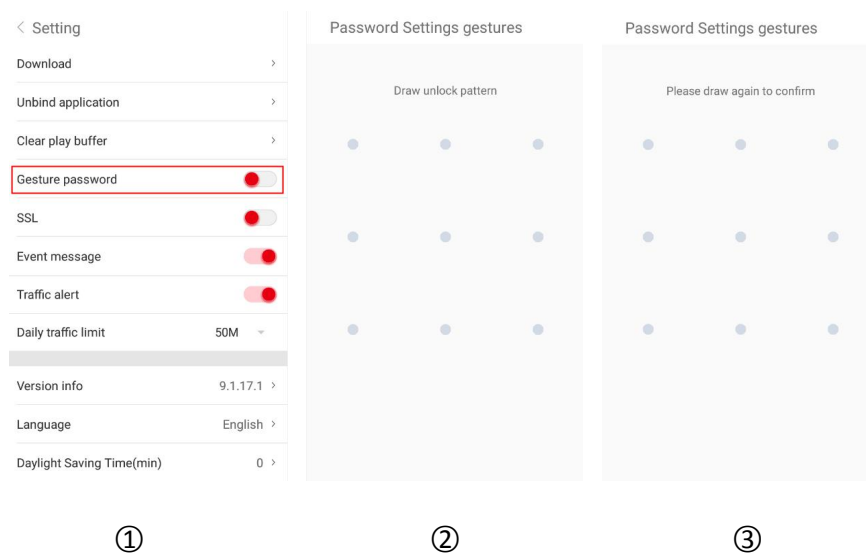 Setting
Download
Unbind application
Clear play buffer
Gesture password
SSL
Event message
Traffic alert
Daily traffic limit 50M
Version info 9.1.17.1
Language English
Daylight Saving Time(min) 0
①
Password Settings gestures
Draw unlock pattern
②
Password Settings gestures
Please draw again to confirm
③